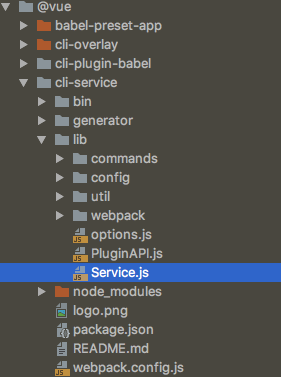 @vue
babel-preset-app
cli-overlay
cli-plugin-babel
cli-service
bin
generator
lib
commands
config
util
webpack
options.js
PluginAPI.js
Service.js
node_modules
logo.png
package.json
README.md
webpack.config.js